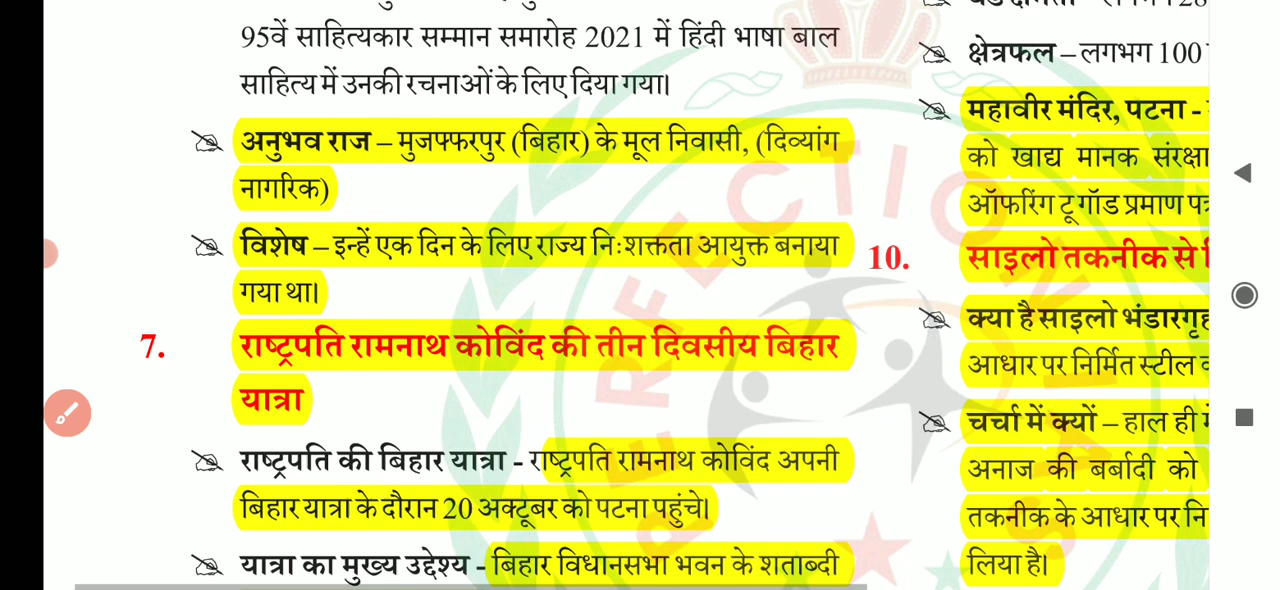 95वें साहित्यकार सम्मान समारोह 2021 में हिंदी भाषा बाल
साहित्य में उनकी रचनाओं के लिए दिया गया।
अनुभव राज – मुजफ्फरपुर (बिहार) के मूल निवासी, (दिव्यांग
नागरिक)
विशेष – इन्हें एक दिन के लिए राज्य निःशक्तता आयुक्त बनाया
गया था।
7. राष्ट्रपति रामनाथ कोविंद की तीन दिवसीय बिहार
यात्रा
राष्ट्रपति की बिहार यात्रा - राष्ट्रपति रामनाथ कोविंद अपनी
बिहार यात्रा के दौरान 20 अक्टूबर को पटना पहुंचे।
यात्रा का मुख्य उद्देश्य - बिहार विधानसभा भवन के शताब्दी
क्षेत्रफल – लगभग 100
महावीर मंदिर, पटना -
को खाद्य मानक
ऑफरिंग टू गॉड प्रमाण
10. साइलो तकनीक से
क्या है साइलो
आधार पर निर्मित स्टील
चर्चा में क्यों – हाल ही
अनाज की बर्बादी को
तकनीक के आधार पर
लिया है।
PERFECTION